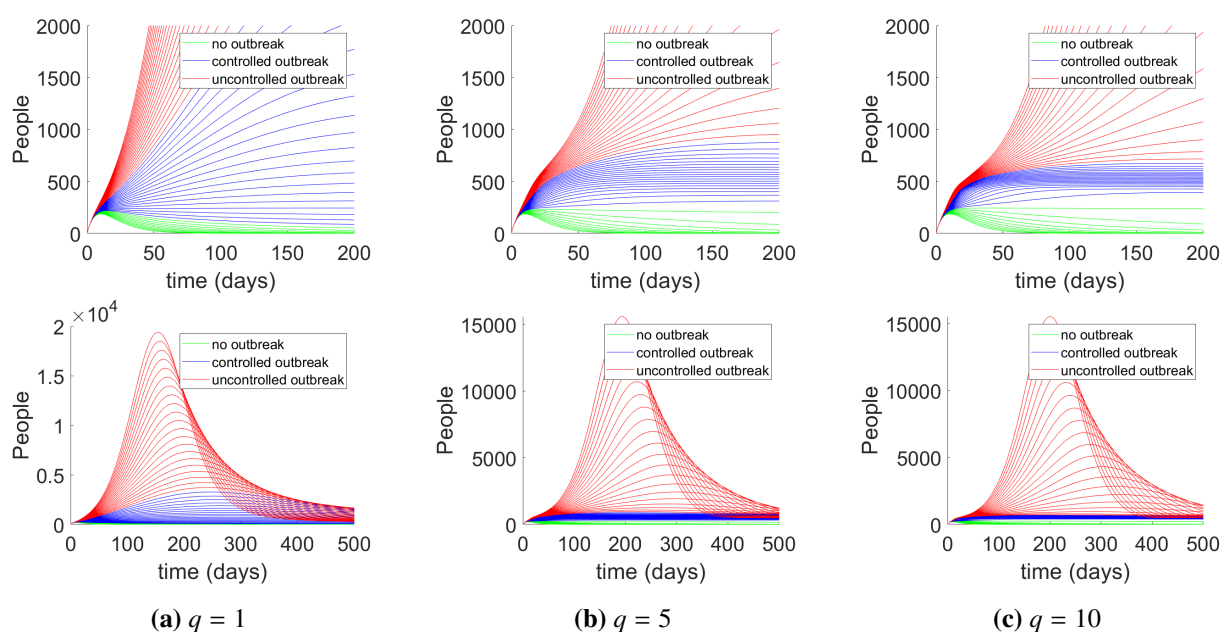 2000
1500
1000
500
0
People
0 50 100 150 200
time (days)
no outbreak
controlled outbreak
uncontrolled outbreak
2000
1500
1000
500
0
People
0 50 100 150 200
time (days)
no outbreak
controlled outbreak
uncontrolled outbreak
2000
1500
1000
500
0
People
0 50 100 150 200
time (days)
no outbreak
controlled outbreak
uncontrolled outbreak
×10⁴
2
1.5
1
0.5
0
People
0 100 200 300 400 500
time (days)
no outbreak
controlled outbreak
uncontrolled outbreak
15000
10000
5000
0
People
0 100 200 300 400 500
time (days)
no outbreak
controlled outbreak
uncontrolled outbreak
15000
10000
5000
0
People
0 100 200 300 400 500
time (days)
no outbreak
controlled outbreak
uncontrolled outbreak
(a) q = 1
(b) q = 5
(c) q = 10